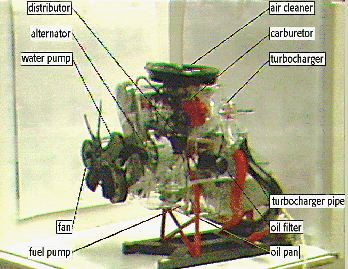 distributor
air cleaner
alternator
carburetor
water pump
turbocharger
turbocharger pipe
fan
oil filter
fuel pump
oil pan